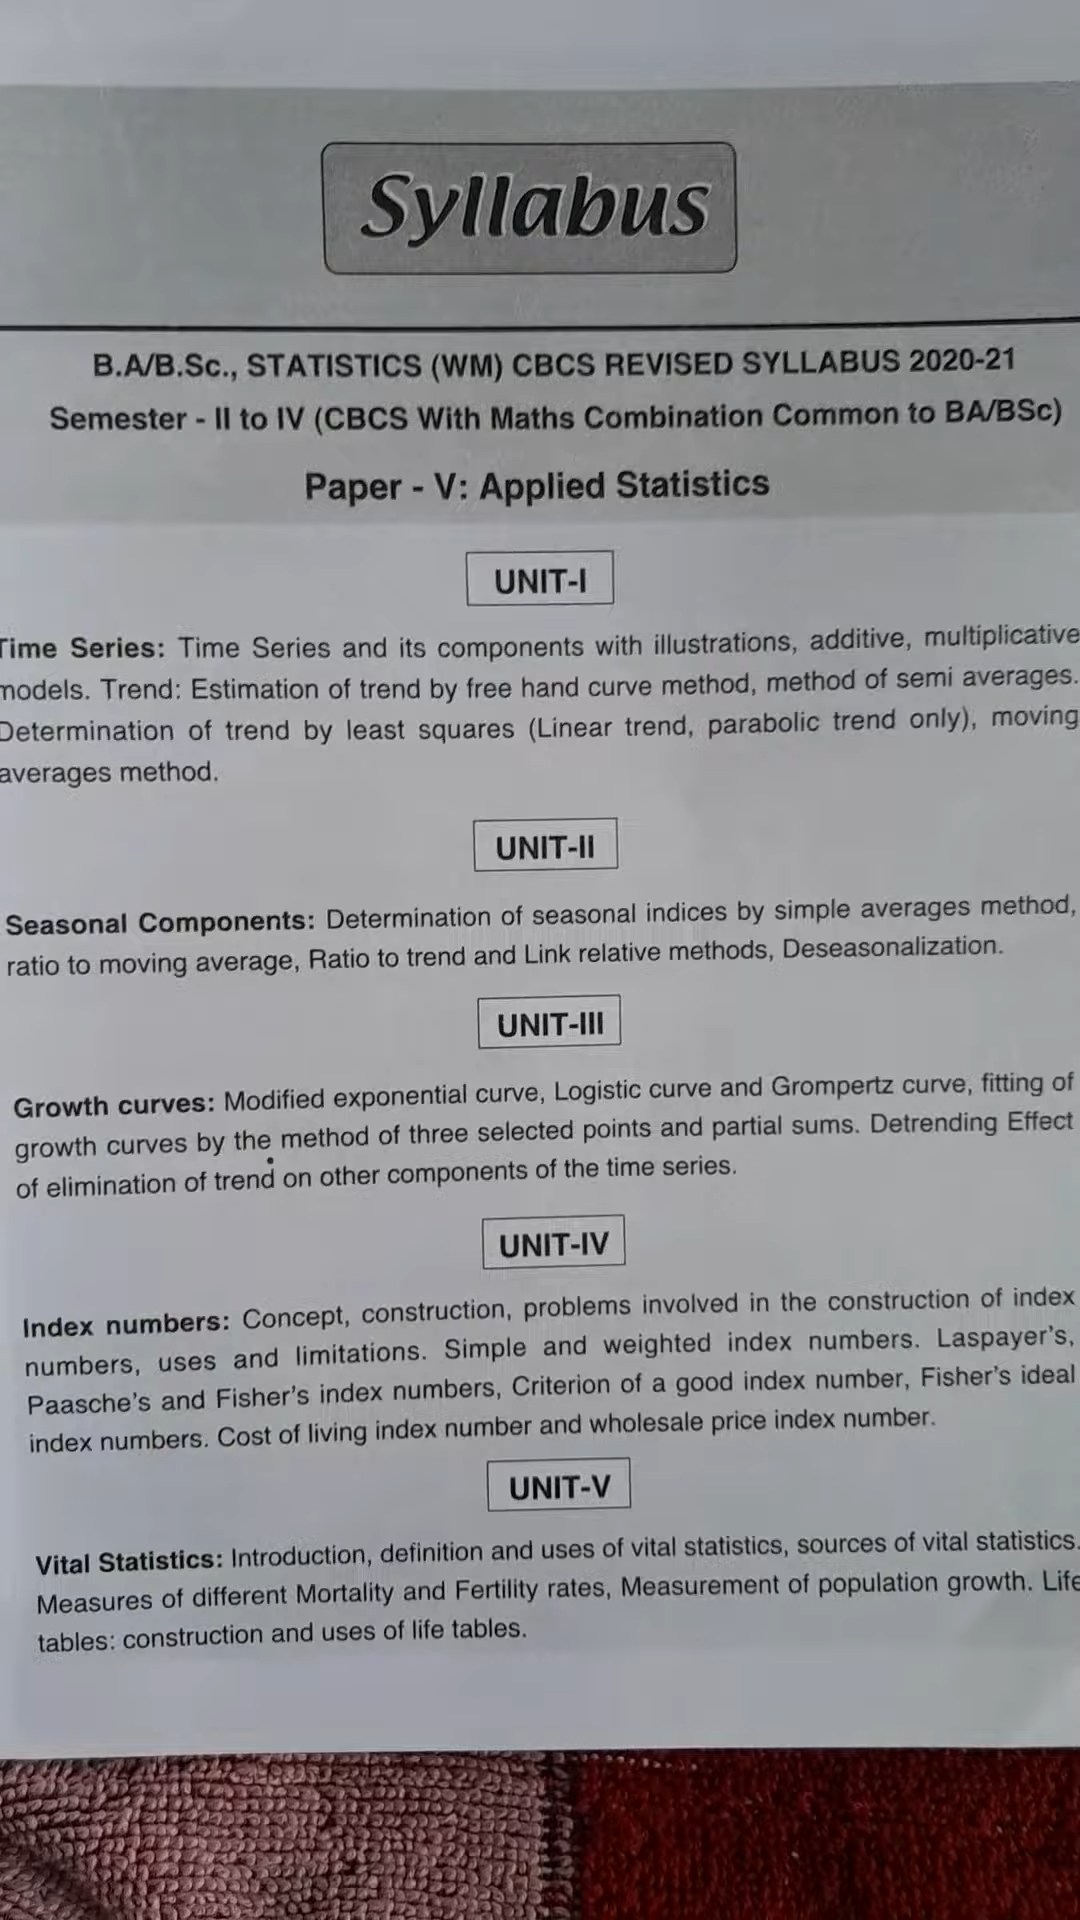 Syllabus
B.A/B.Sc., STATISTICS (WM) CBCS REVISED SYLLABUS 2020-21
Semester - II to IV (CBCS With Maths Combination Common to BA/BSc)
Paper - V: Applied Statistics
UNIT-I
Time Series: Time Series and its components with illustrations, additive, multiplicative
models. Trend: Estimation of trend by free hand curve method, method of semi averages.
Determination of trend by least squares (Linear trend, parabolic trend only), moving
averages method.
UNIT-II
Seasonal Components: Determination of seasonal indices by simple averages method,
ratio to moving average, Ratio to trend and Link relative methods, Deseasonalization.
UNIT-III
Growth curves: Modified exponential curve, Logistic curve and Grompertz curve, fitting of
growth curves by the method of three selected points and partial sums. Detrending Effect
of elimination of trend on other components of the time series.
UNIT-IV
Index numbers: Concept, construction, problems involved in the construction of index
numbers, uses and limitations. Simple and weighted index numbers. Laspayer's,
Paasche's and Fisher's index numbers, Criterion of a good index number, Fisher's ideal
index numbers. Cost of living index number and wholesale price index number.
UNIT-V
Vital Statistics: Introduction, definition and uses of vital statistics, sources of vital statistics.
Measures of different Mortality and Fertility rates, Measurement of population growth. Life
tables: construction and uses of life tables.